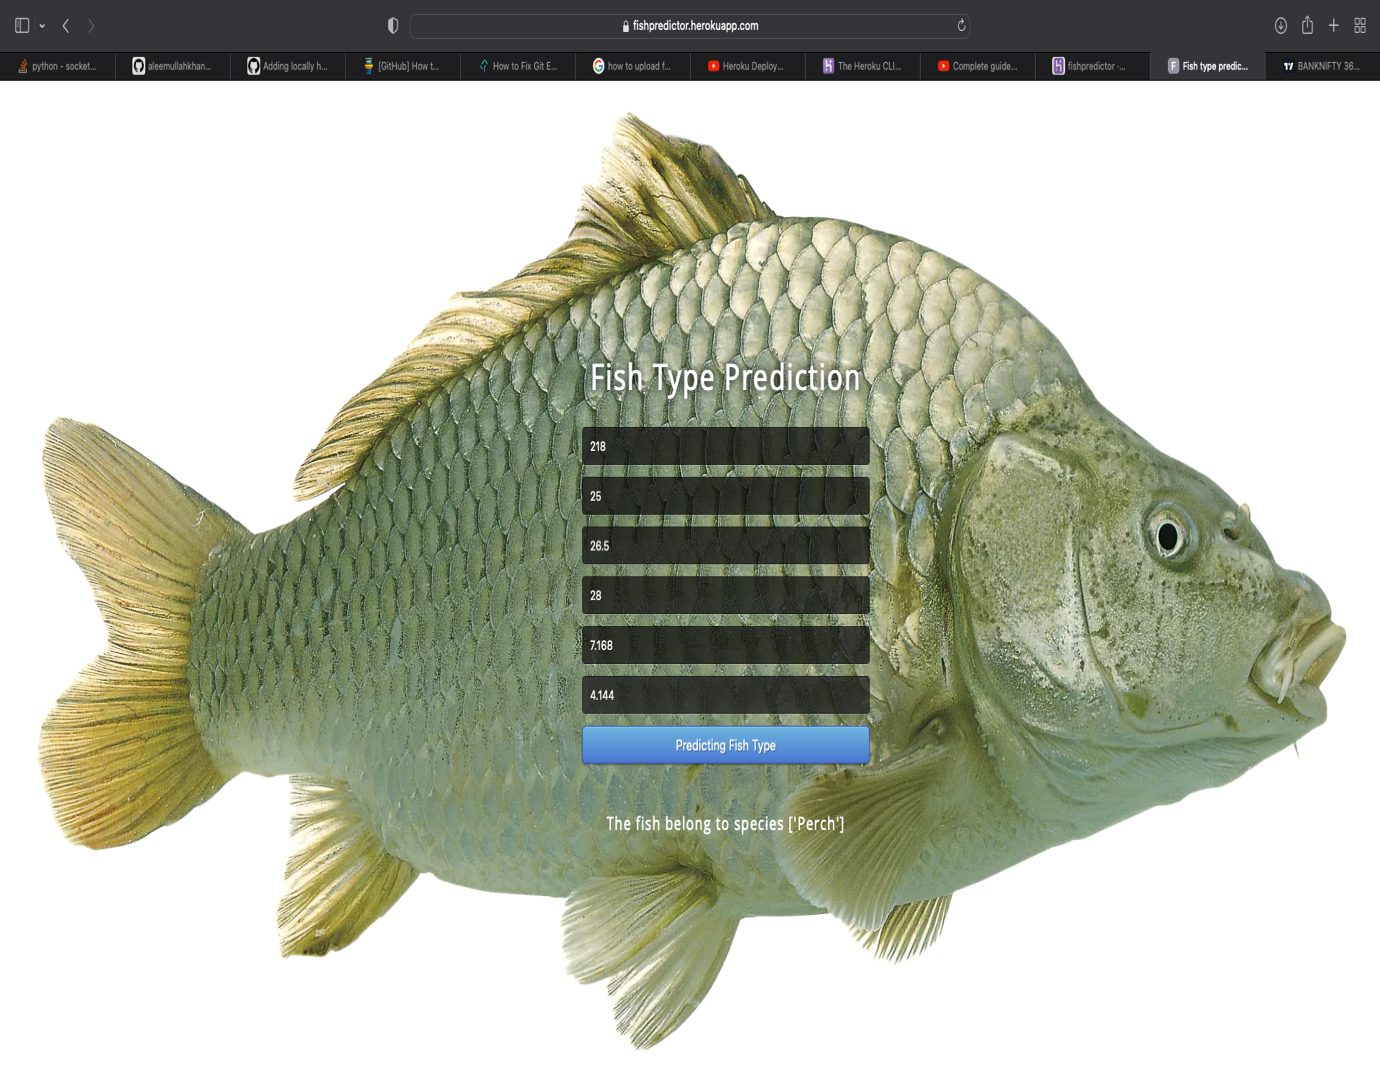 fishpredictor.herokuapp.com
python - socket...
aleemullahkhan...
Adding locally h...
[GitHub] How t...
How to Fix Git E...
how to upload f...
Heroku Deploy...
The Heroku CLI...
Complete guide...
fishpredictor -...
F Fish type predic...
BANKNIFTY 36...
Fish Type Prediction
218
25
26.5
28
7.168
4.144
Predicting Fish Type
The fish belong to species ['Perch']